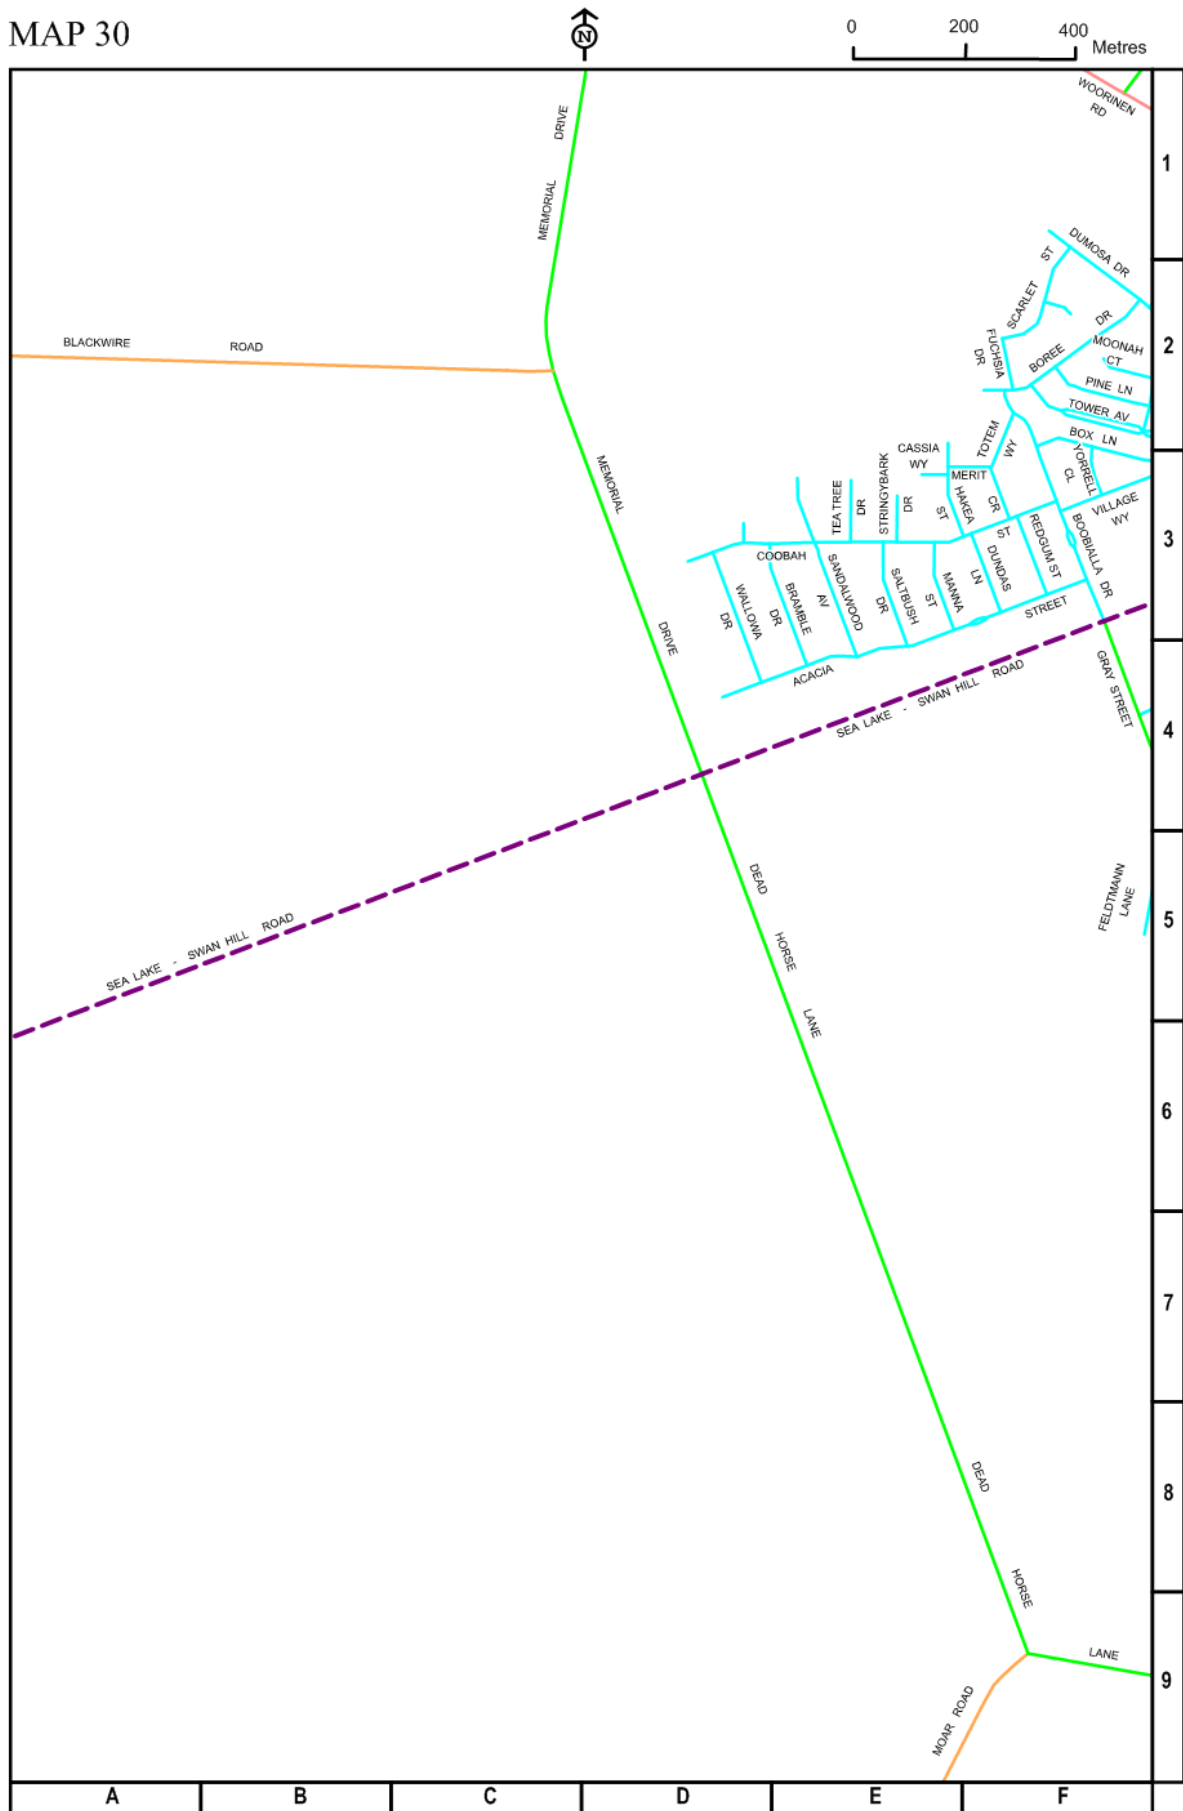 MAP 30
N
0 200 400
Metres
WOORINEN
RD
DRIVE
MEMORIAL
1
DUMOSA DR
ST
SCARLET
BLACKWIRE ROAD
FUCHSIA
DR
BOREE DR
MOONAH
CT
2
PINE LN
TOWER AV
BOX LN
TOTEM
WY
CASSIA
WY
MERIT
CR
YORRELL
CL
VILLAGE
WY
MEMORIAL
DRIVE
TEA TREE
DR
STRINGYBARK
DR
HAKEA
ST
ST
REDGUM ST
BOOBIALLA DR
3
COOBAH
WALLOWA
DR
BRAMBLE
DR
SANDALWOOD
AV
SALTBUSH
DR
MANNA
ST
DUNDAS
LN
STREET
ACACIA
SEA LAKE - SWAN HILL ROAD
GRAY STREET
4
DEAD
HORSE
LANE
FELDTMANN
LANE
5
SEA LAKE - SWAN HILL ROAD
6
7
DEAD
8
HORSE
LANE
9
MOAR ROAD
A B C D E F